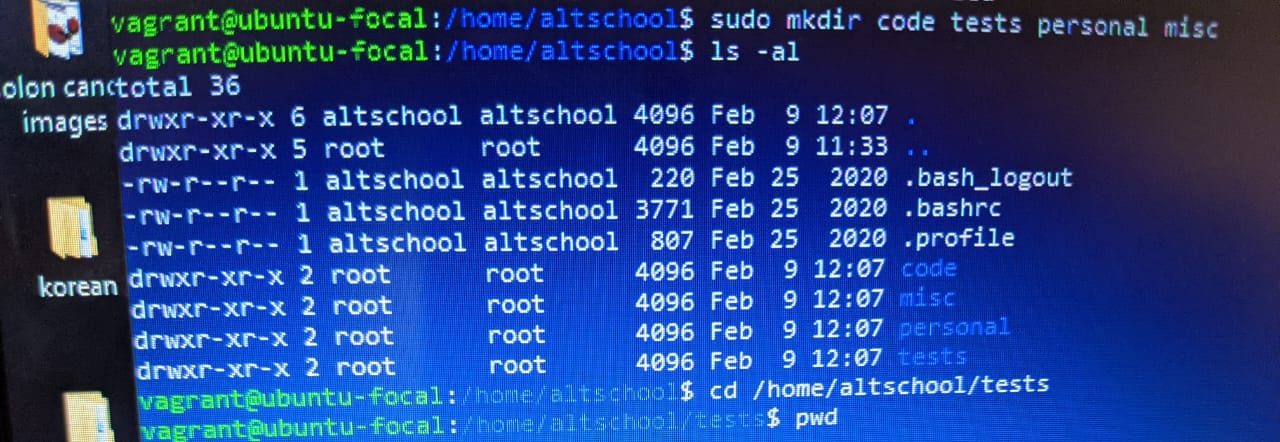 vagrant@ubuntu-focal:/home/altschool$ sudo mkdir code tests personal misc
vagrant@ubuntu-focal:/home/altschool$ ls -al
olon canc
total 36
images
drwxr-xr-x 6 altschool altschool 4096 Feb  9 12:07 .
drwxr-xr-x 5 root      root      4096 Feb  9 11:33 ..
-rw-r--r-- 1 altschool altschool  220 Feb 25  2020 .bash_logout
-rw-r--r-- 1 altschool altschool 3771 Feb 25  2020 .bashrc
-rw-r--r-- 1 altschool altschool  807 Feb 25  2020 .profile
drwxr-xr-x 2 root      root      4096 Feb  9 12:07 code
korean
drwxr-xr-x 2 root      root      4096 Feb  9 12:07 misc
drwxr-xr-x 2 root      root      4096 Feb  9 12:07 personal
drwxr-xr-x 2 root      root      4096 Feb  9 12:07 tests
vagrant@ubuntu-focal:/home/altschool$ cd /home/altschool/tests
vagrant@ubuntu-focal:/home/altschool/tests$ pwd